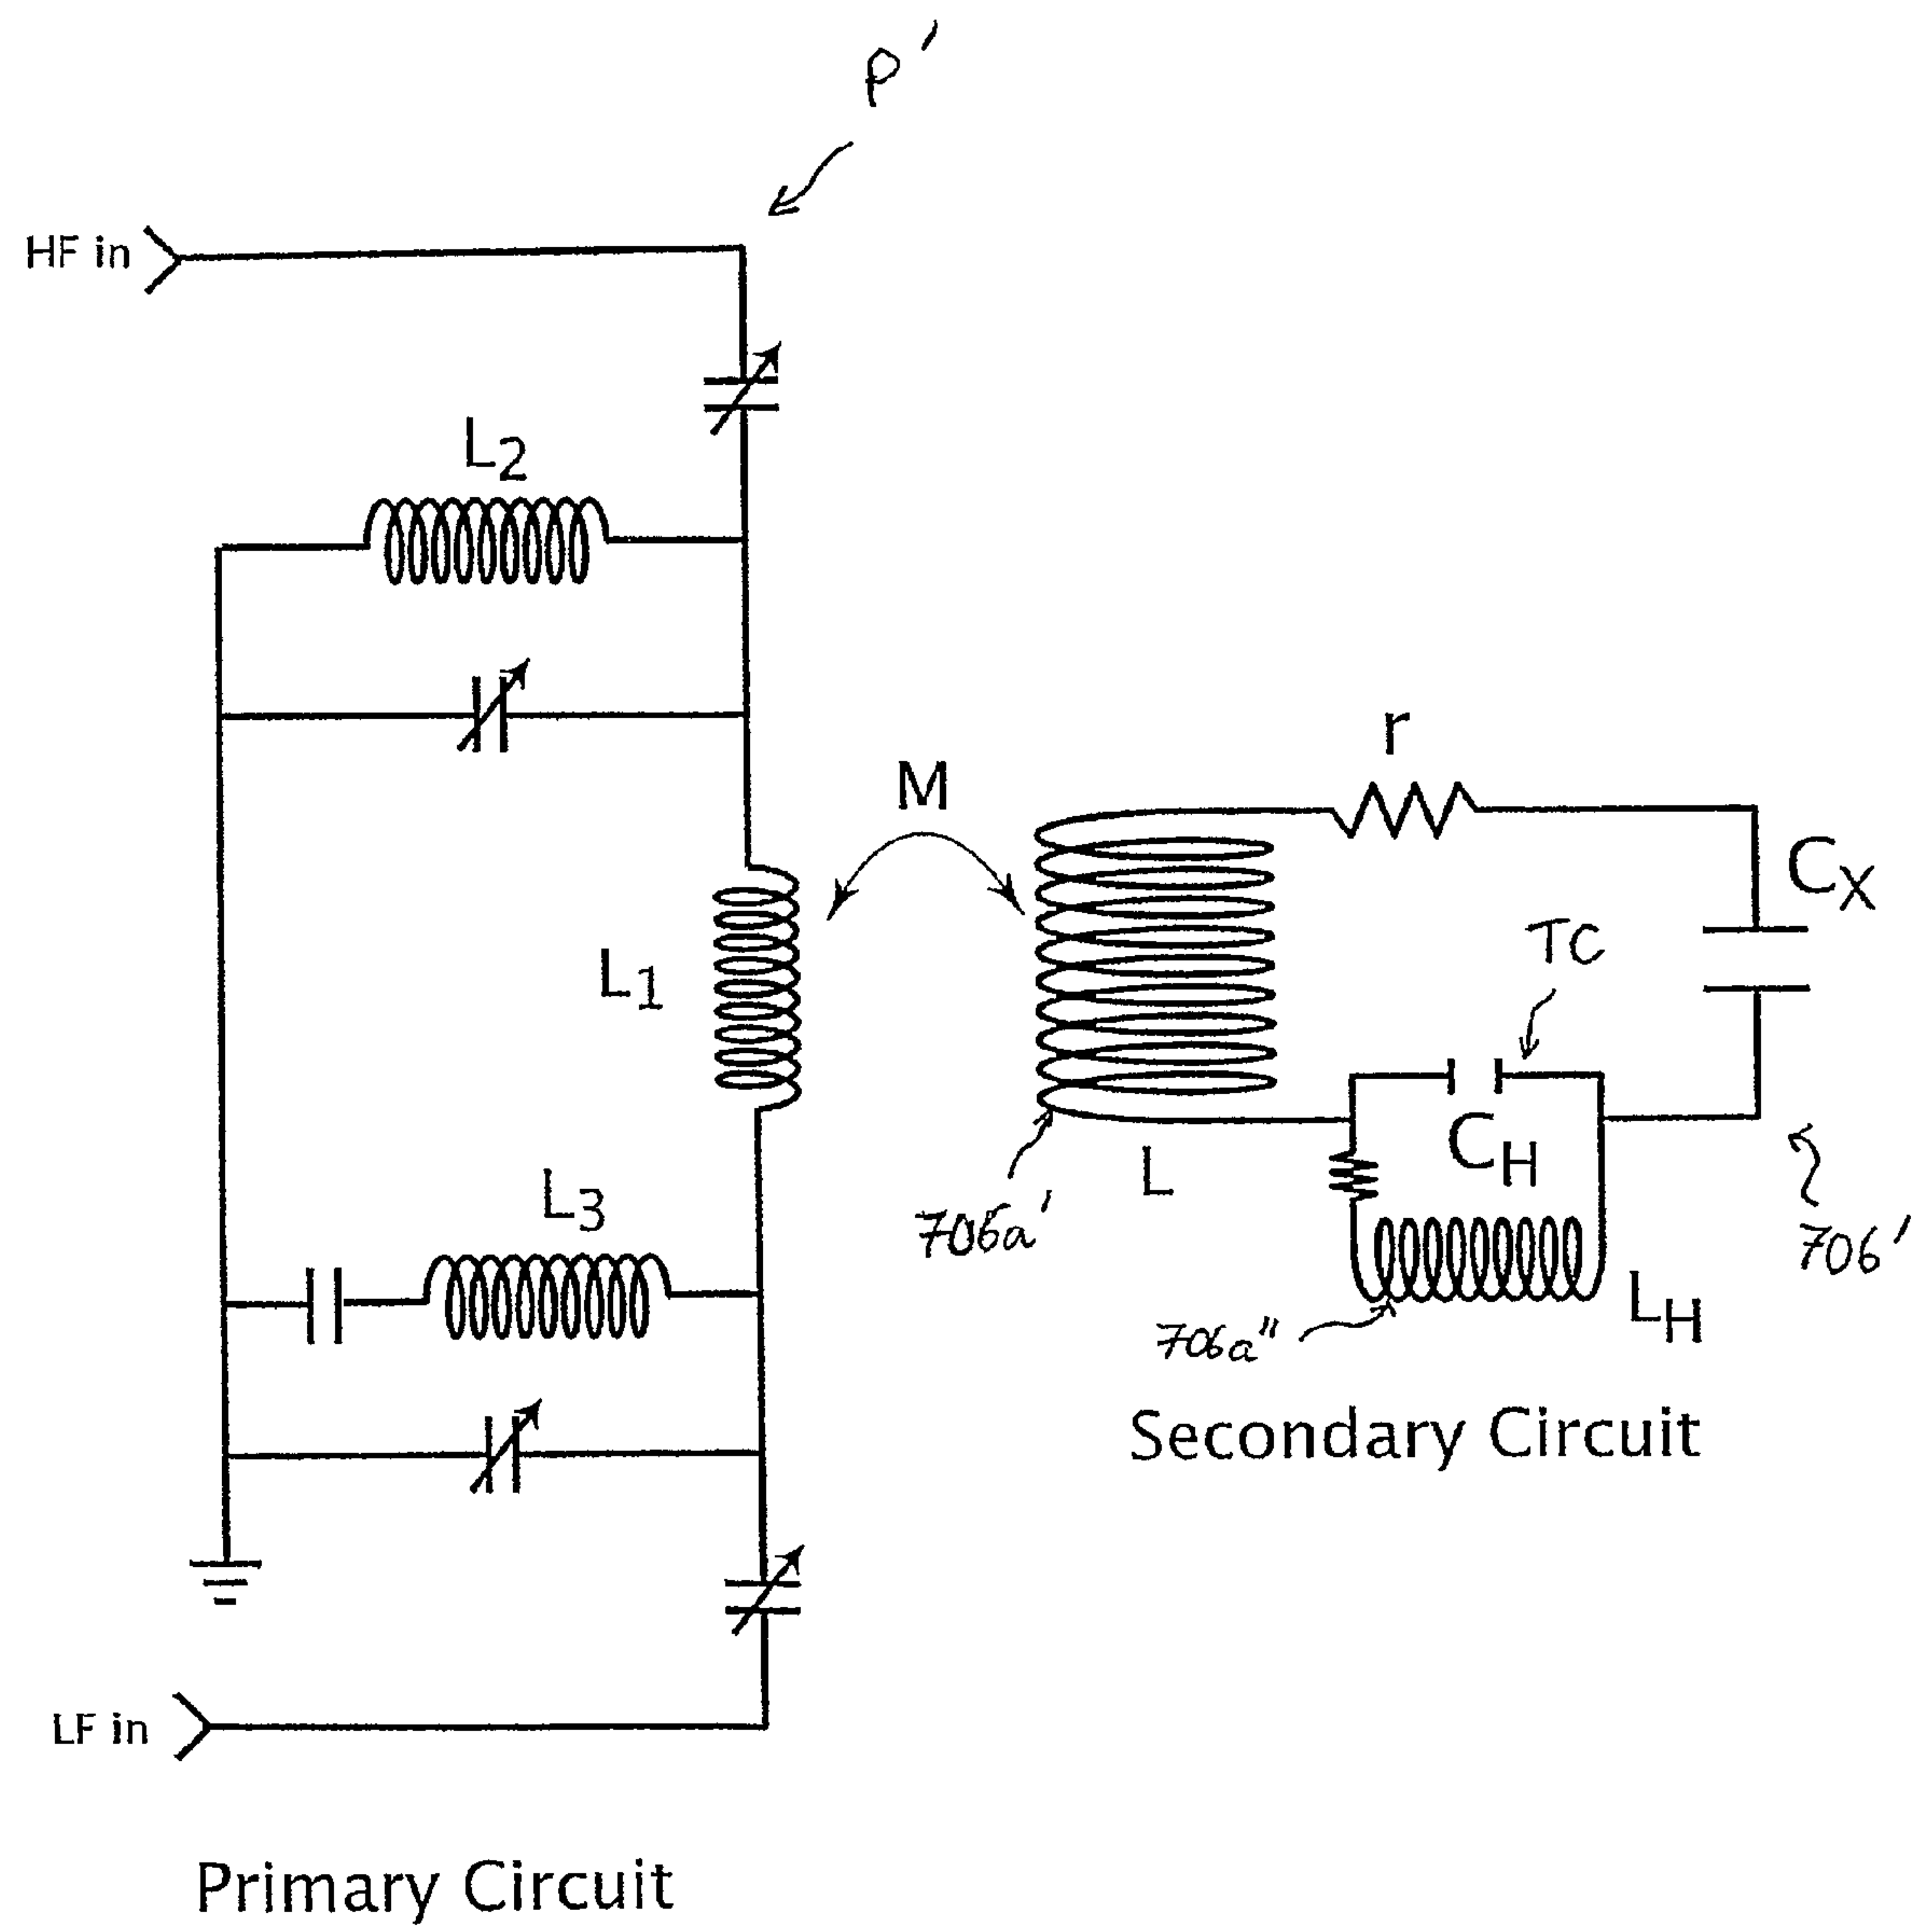 P'
HF in
L2
r
M
CX
TC
L1
CH
L
L3
706a'
706'
LH
706a"
Secondary Circuit
LF in
Primary Circuit